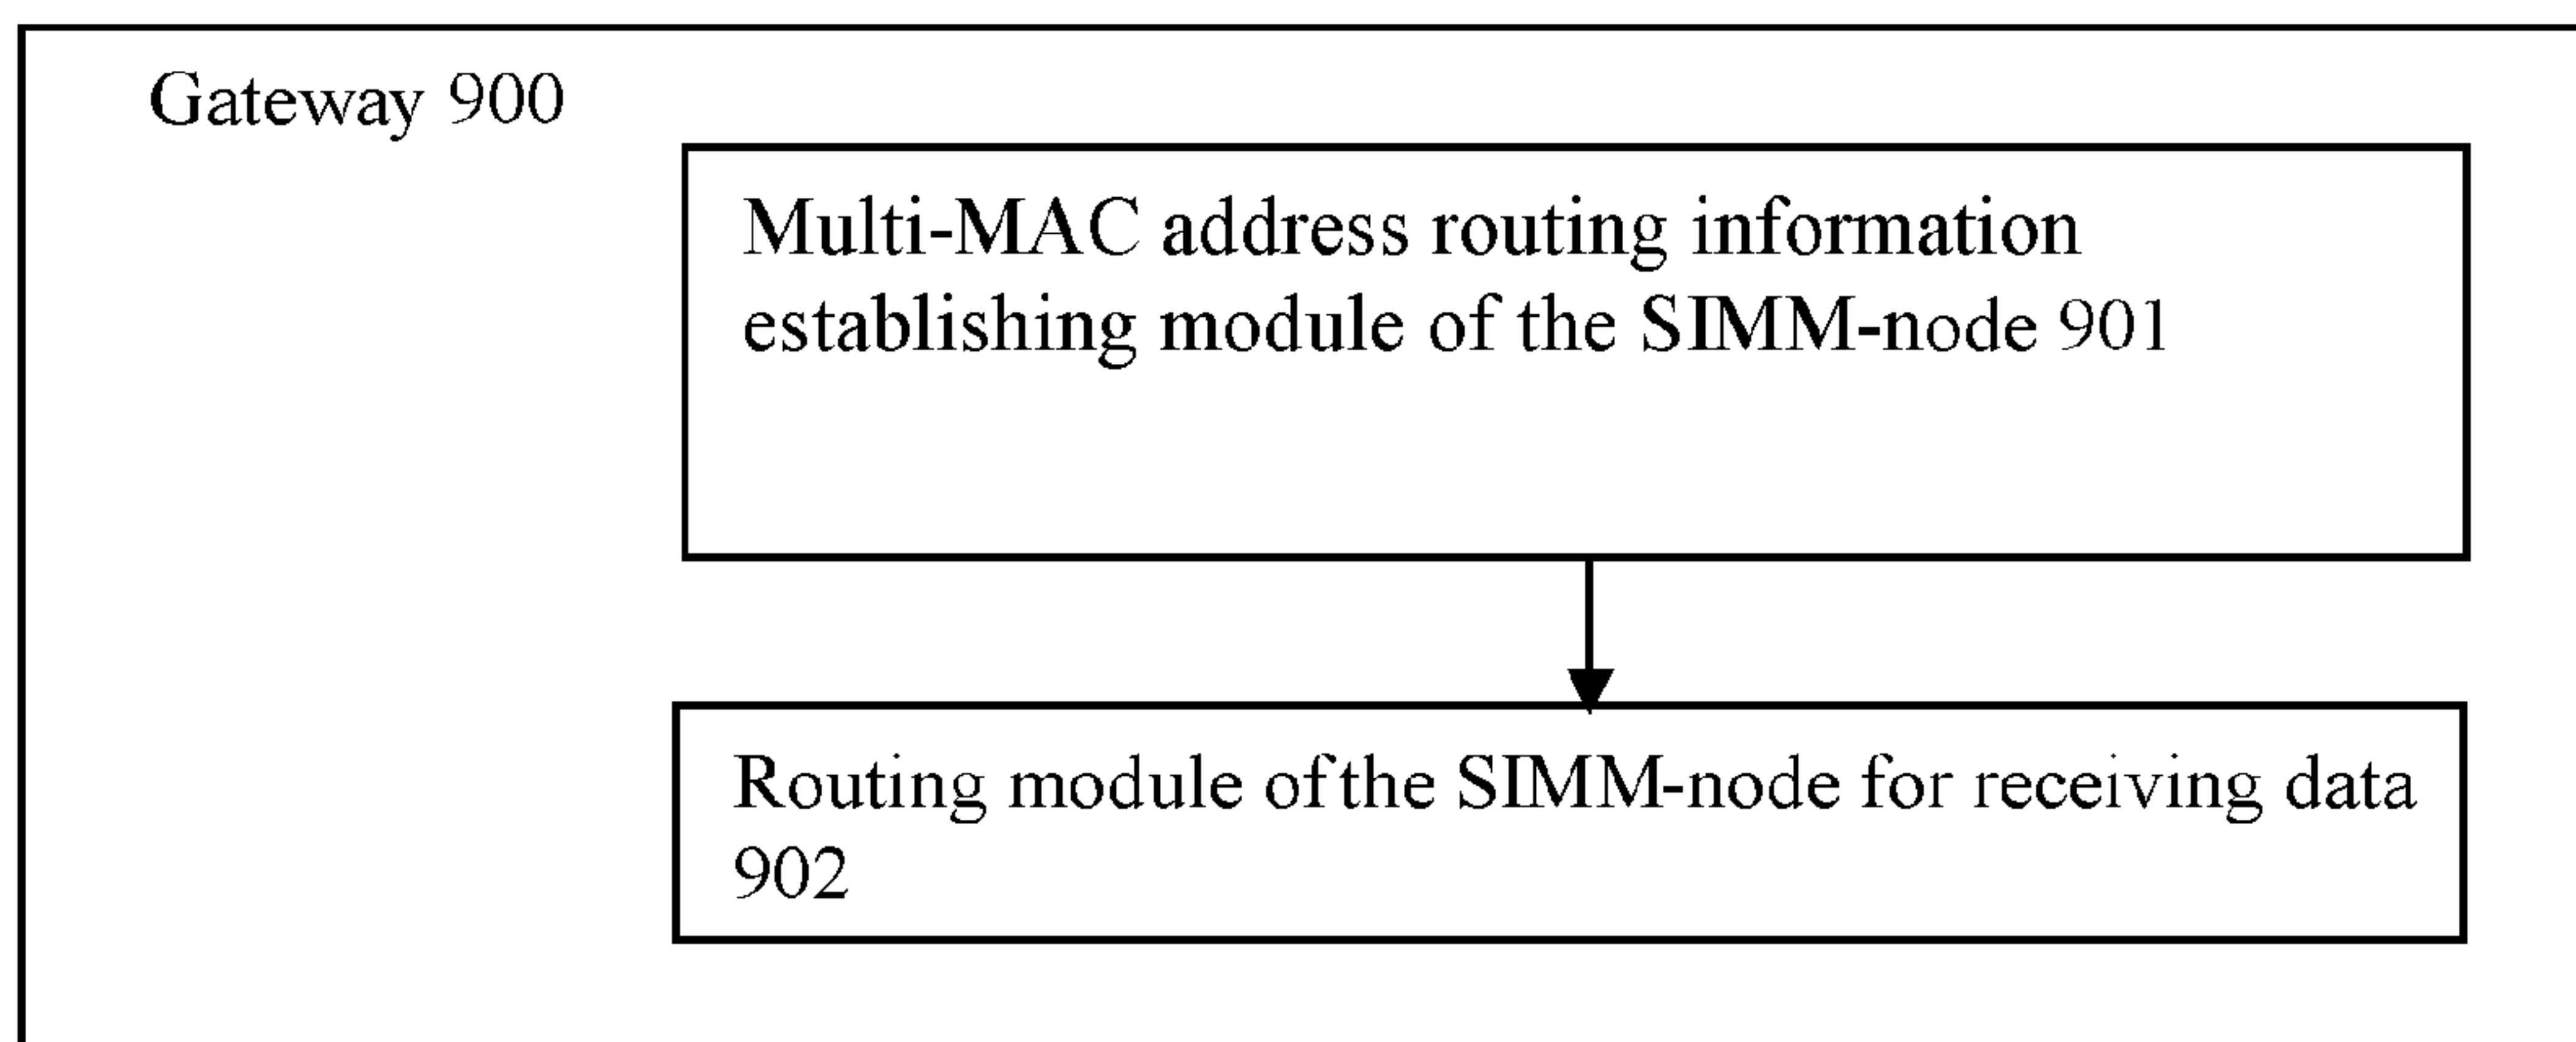 Gateway 900
Multi-MAC address routing information
establishing module of the SIMM-node 901
Routing module of the SIMM-node for receiving data
902